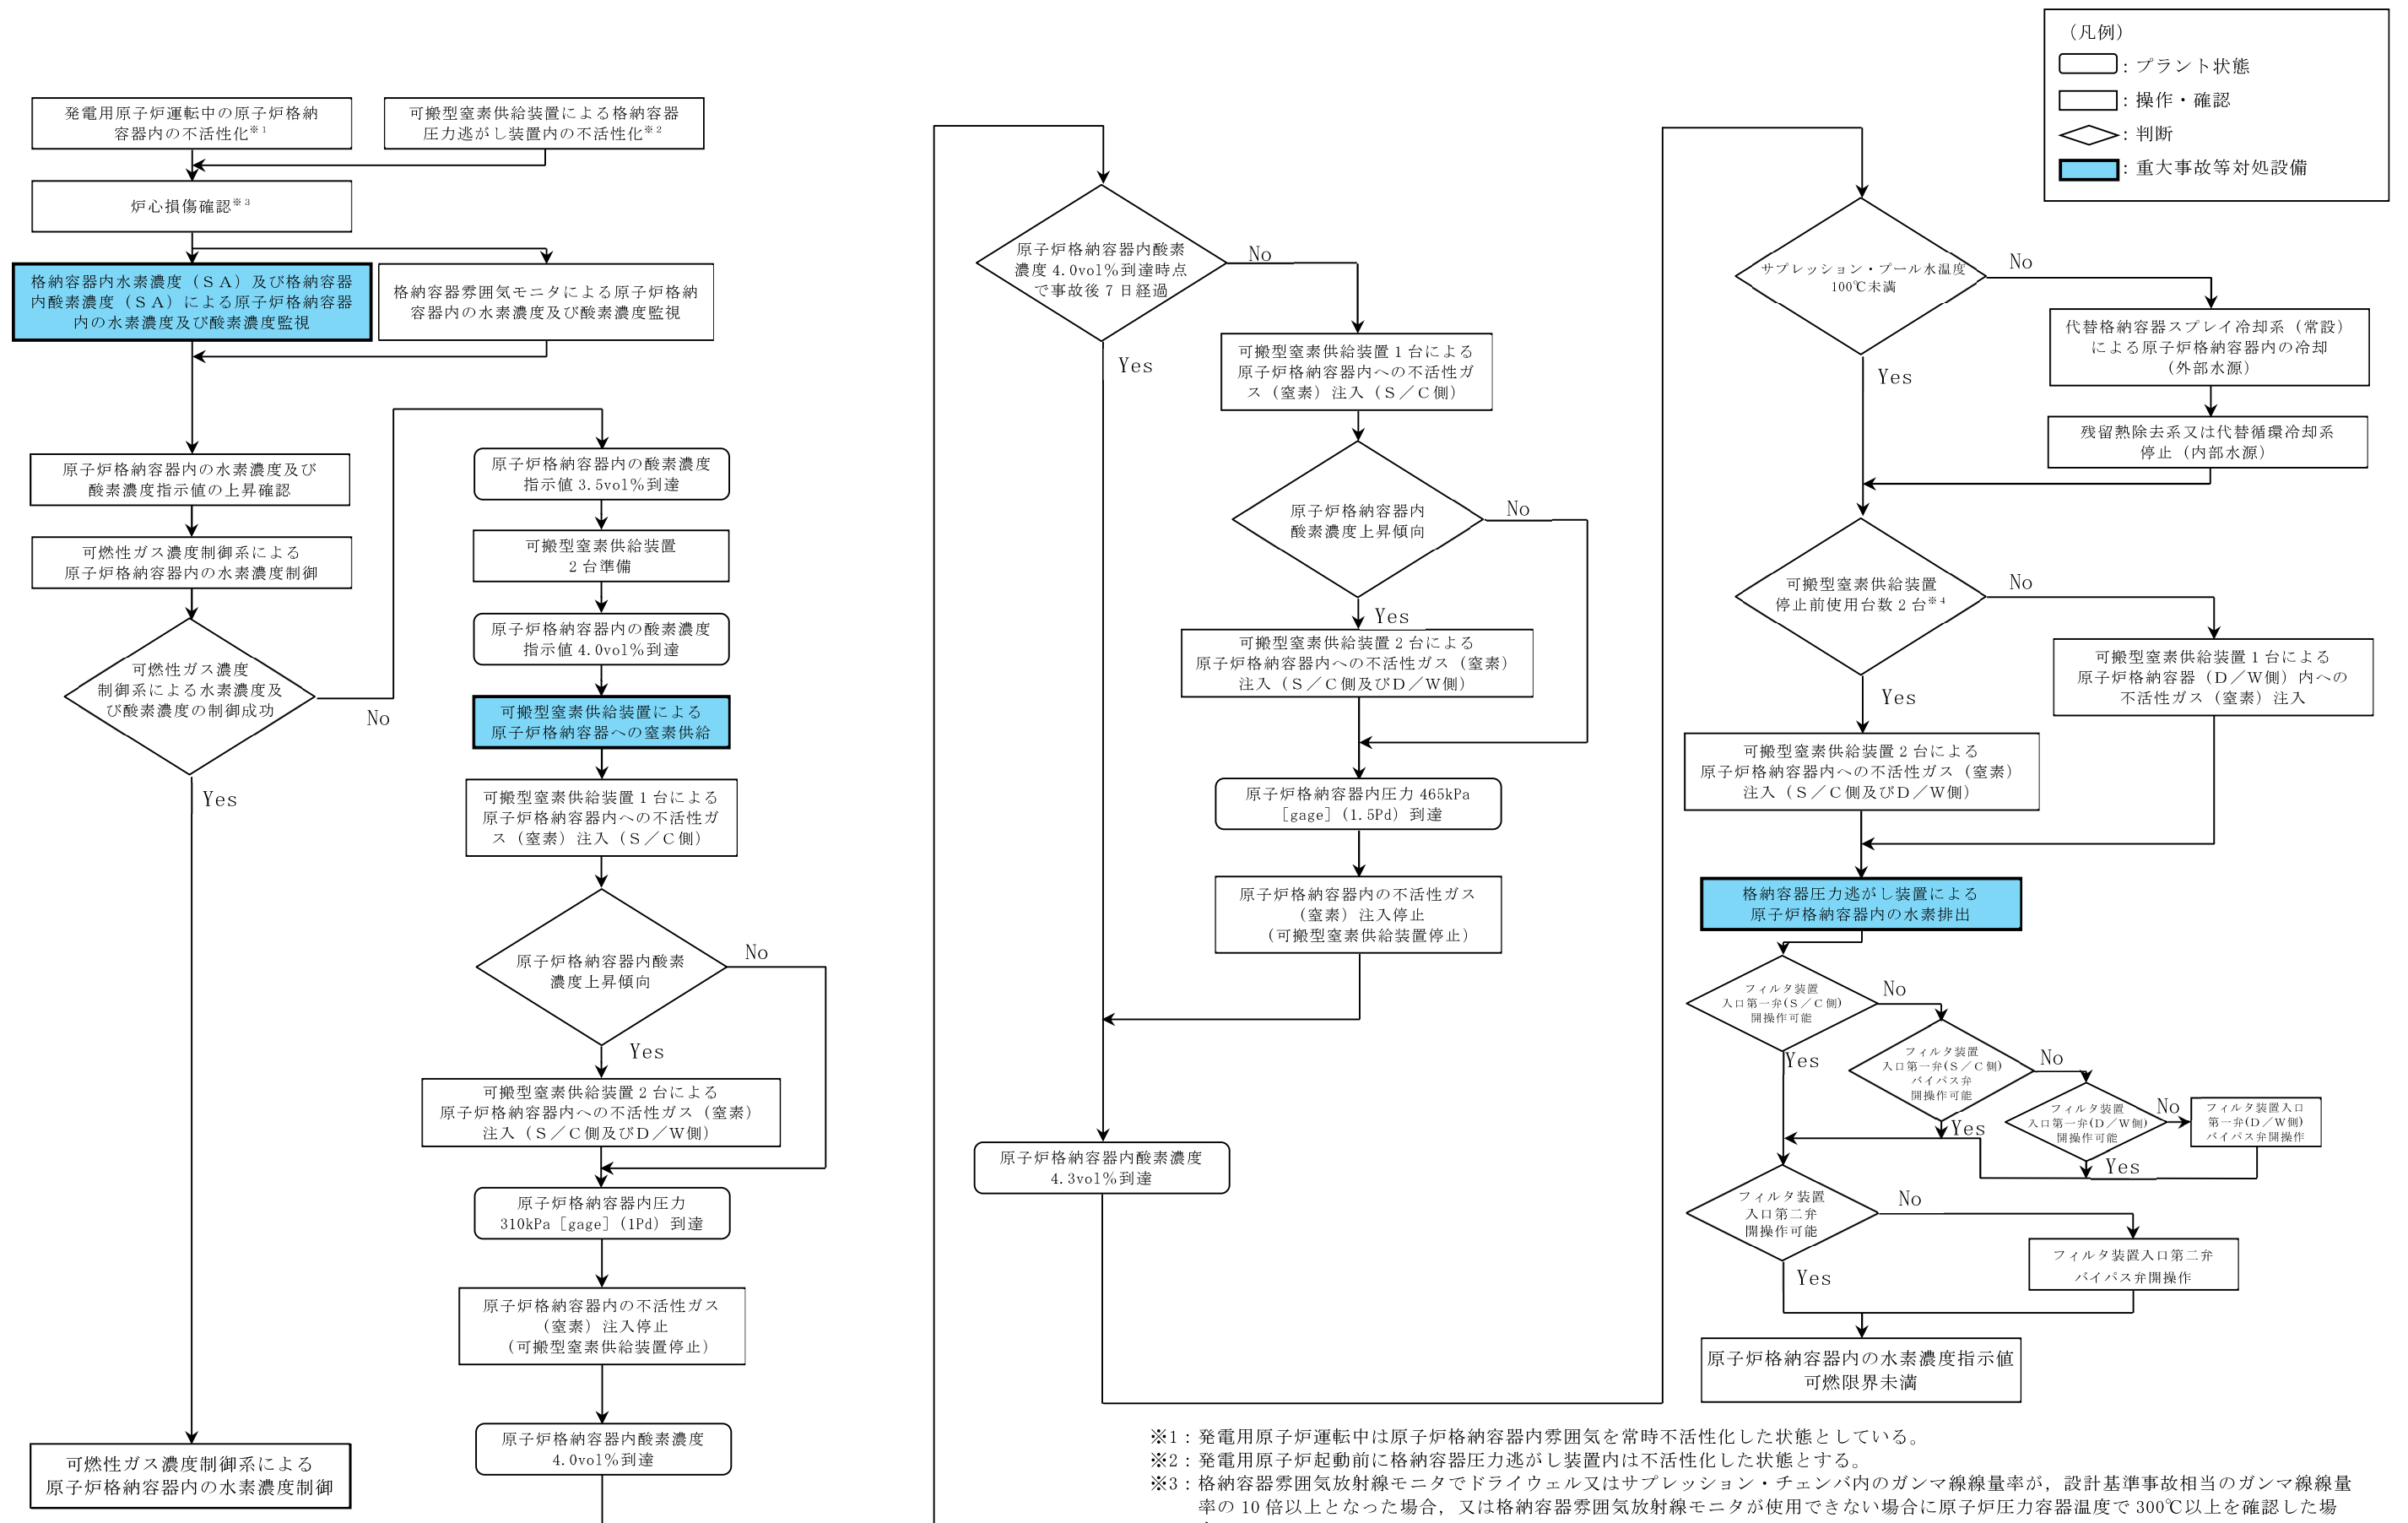 （凡例）
：プラント状態
：操作・確認
：判断
：重大事故等対処設備
発電用原子炉運転中の原子炉格納
容器内の不活性化※1
可搬型窒素供給装置による格納容器
圧力逃がし装置内の不活性化※2
炉心損傷確認※3
格納容器内水素濃度（ＳＡ）及び格納容器
内酸素濃度（ＳＡ）による原子炉格納容器
内の水素濃度及び酸素濃度監視
格納容器雰囲気モニタによる原子炉格納
容器内の水素濃度及び酸素濃度監視
原子炉格納容器内の水素濃度及び
酸素濃度指示値の上昇確認
可燃性ガス濃度制御系による
原子炉格納容器内の水素濃度制御
可燃性ガス濃度
制御系による水素濃度及
び酸素濃度の制御成功
No
Yes
可燃性ガス濃度制御系による
原子炉格納容器内の水素濃度制御
原子炉格納容器内の酸素濃度
指示値 3.5vol％到達
可搬型窒素供給装置
2 台準備
原子炉格納容器内の酸素濃度
指示値 4.0vol％到達
可搬型窒素供給装置による
原子炉格納容器への窒素供給
可搬型窒素供給装置 1 台による
原子炉格納容器内への不活性ガ
ス（窒素）注入（Ｓ／Ｃ側）
原子炉格納容器内酸素
濃度上昇傾向
No
Yes
可搬型窒素供給装置 2 台による
原子炉格納容器内への不活性ガス（窒素）
注入（Ｓ／Ｃ側及びＤ／Ｗ側）
原子炉格納容器内圧力
310kPa［gage］(1Pd) 到達
原子炉格納容器内の不活性ガス
（窒素）注入停止
（可搬型窒素供給装置停止）
原子炉格納容器内酸素濃度
4.0vol％到達
原子炉格納容器内酸素
濃度 4.0vol％到達時点
で事故後 7 日経過
No
Yes
可搬型窒素供給装置 1 台による
原子炉格納容器内への不活性ガ
ス（窒素）注入（Ｓ／Ｃ側）
原子炉格納容器内
酸素濃度上昇傾向
No
Yes
可搬型窒素供給装置 2 台による
原子炉格納容器内への不活性ガス（窒素）
注入（Ｓ／Ｃ側及びＤ／Ｗ側）
原子炉格納容器内圧力 465kPa
［gage］(1.5Pd) 到達
原子炉格納容器内の不活性ガス
（窒素）注入停止
（可搬型窒素供給装置停止）
原子炉格納容器内酸素濃度
4.3vol％到達
サプレッション・プール水温度
100℃未満
No
Yes
代替格納容器スプレイ冷却系（常設）
による原子炉格納容器内の冷却
（外部水源）
残留熱除去系又は代替循環冷却系
停止（内部水源）
可搬型窒素供給装置
停止前使用台数 2 台※4
No
Yes
可搬型窒素供給装置 1 台による
原子炉格納容器（Ｄ／Ｗ側）内への
不活性ガス（窒素）注入
可搬型窒素供給装置 2 台による
原子炉格納容器内への不活性ガス（窒素）
注入（Ｓ／Ｃ側及びＤ／Ｗ側）
格納容器圧力逃がし装置による
原子炉格納容器内の水素排出
フィルタ装置
入口第一弁(Ｓ／Ｃ側)
開操作可能
No
Yes
フィルタ装置
入口第一弁(Ｓ／Ｃ側)
バイパス弁
開操作可能
No
Yes
フィルタ装置
入口第一弁(Ｄ／Ｗ側)
開操作可能
No
Yes
フィルタ装置入口
第一弁(Ｄ／Ｗ側)
バイパス弁開操作
フィルタ装置
入口第二弁
開操作可能
No
Yes
フィルタ装置入口第二弁
バイパス弁開操作
原子炉格納容器内の水素濃度指示値
可燃限界未満
※1：発電用原子炉運転中は原子炉格納容器内雰囲気を常時不活性化した状態としている。
※2：発電用原子炉起動前に格納容器圧力逃がし装置内は不活性化した状態とする。
※3：格納容器雰囲気放射線モニタでドライウェル又はサプレッション・チェンバ内のガンマ線線量率が，設計基準事故相当のガンマ線線量
率の 10 倍以上となった場合，又は格納容器雰囲気放射線モニタが使用できない場合に原子炉圧力容器温度で 300℃以上を確認した場